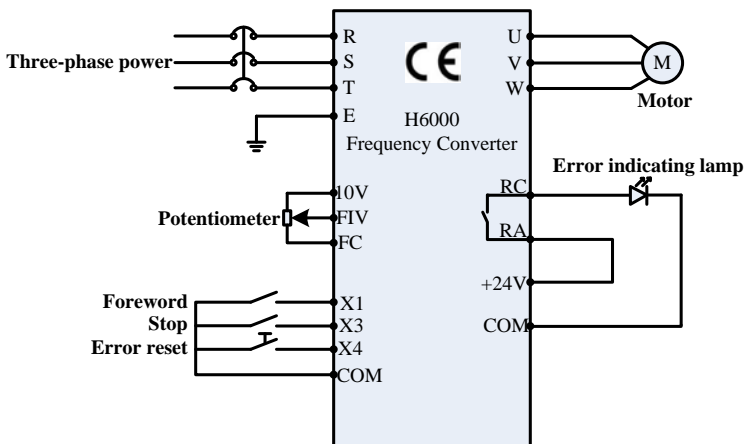 R U
Three-phase power S CE V M
T W
Motor
E
H6000
Frequency Converter
Error indicating lamp
10V RC
Potentiometer FIV
FC RA
+24V
Foreword X1
Stop X3 COM
Error reset X4
COM